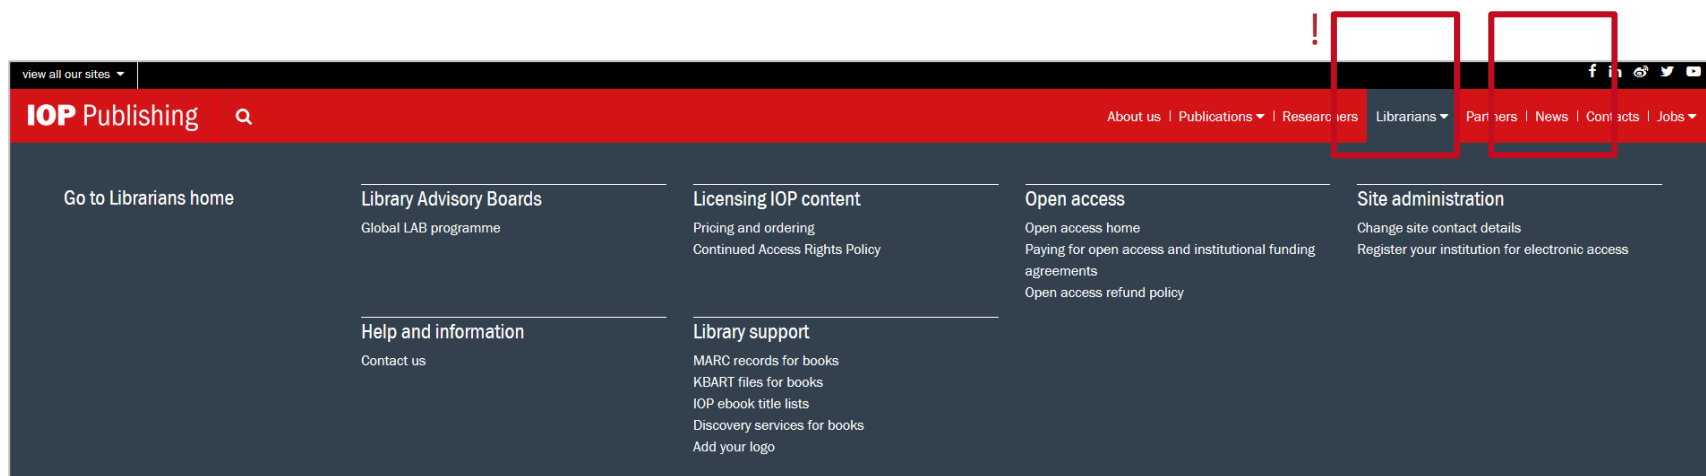 !
view all our sites
IOP Publishing
About us | Publications | Researchers Librarians Partners | News | Contacts | Jobs
Go to Librarians home
Library Advisory Boards
Global LAB programme
Licensing IOP content
Pricing and ordering
Continued Access Rights Policy
Open access
Open access home
Paying for open access and institutional funding
agreements
Open access refund policy
Site administration
Change site contact details
Register your institution for electronic access
Help and information
Contact us
Library support
MARC records for books
KBART files for books
IOP ebook title lists
Discovery services for books
Add your logo